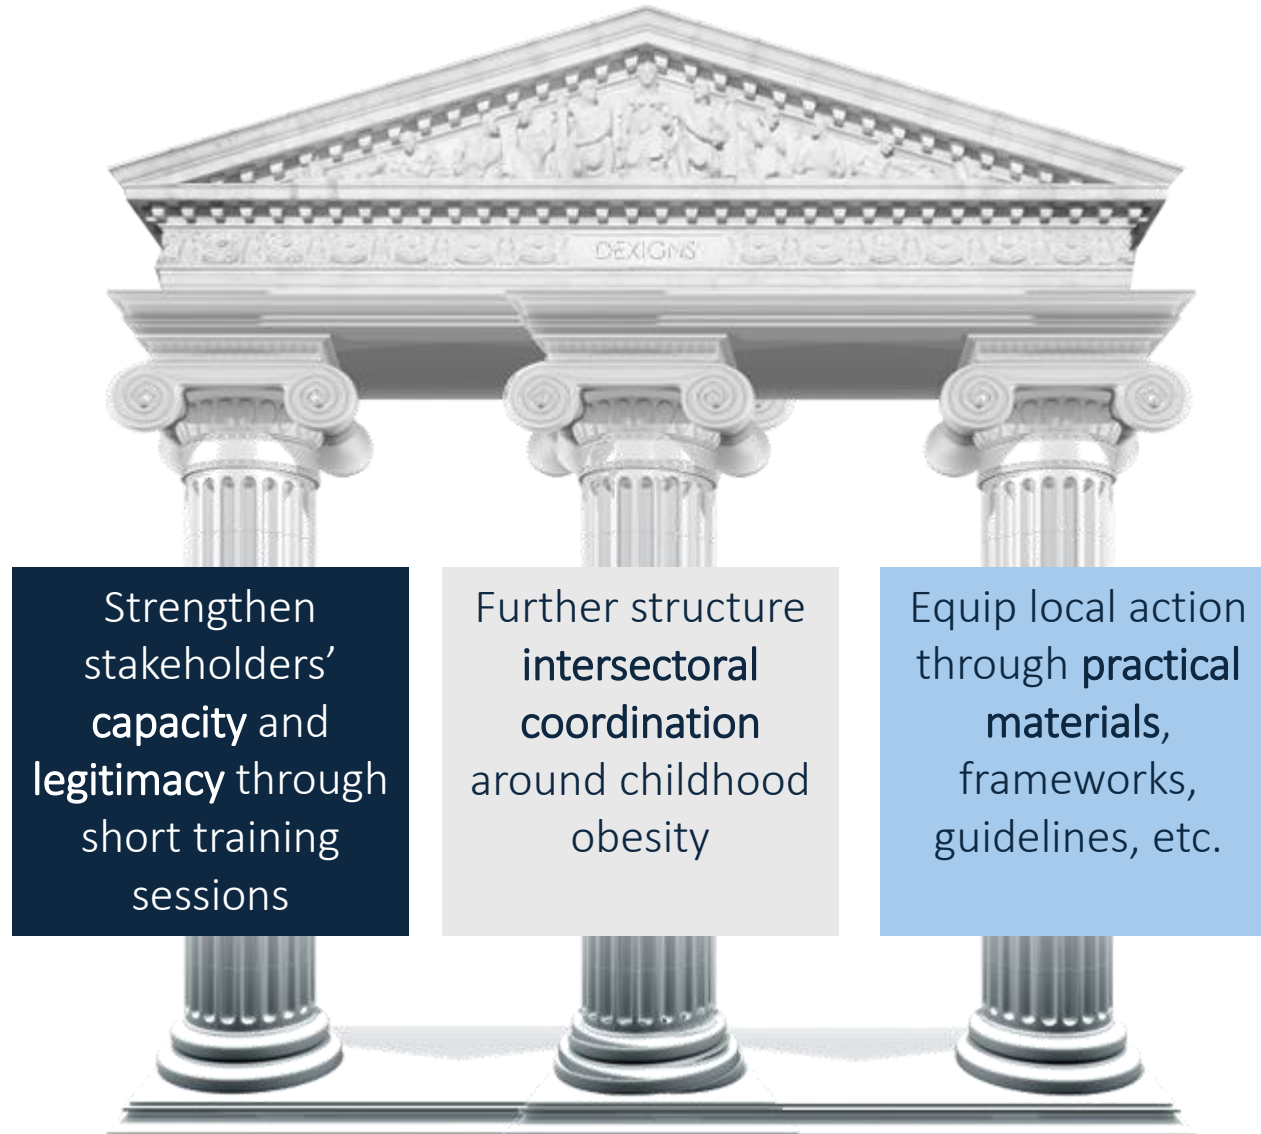 DEXIGNS
Strengthen
stakeholders’
capacity and
legitimacy through
short training
sessions
Further structure
intersectoral
coordination
around childhood
obesity
Equip local action
through practical
materials,
frameworks,
guidelines, etc.